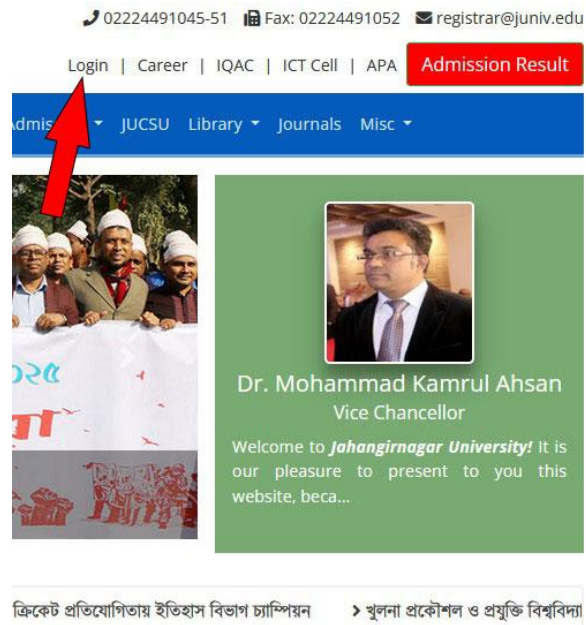 02224491045-51 Fax: 02224491052 registrar@juniv.edu
Login | Career | IQAC | ICT Cell | APA Admission Result
JUCSU Library Journals Misc
২০২৫
Dr. Mohammad Kamrul Ahsan
Vice Chancellor
Welcome to Jahangirnagar University! It is
our pleasure to present to you this
website, beca...
ক্রিকেট প্রতিযোগিতায় ইতিহাস বিভাগ চ্যাম্পিয়ন > খুলনা প্রকৌশল ও প্রযুক্তি